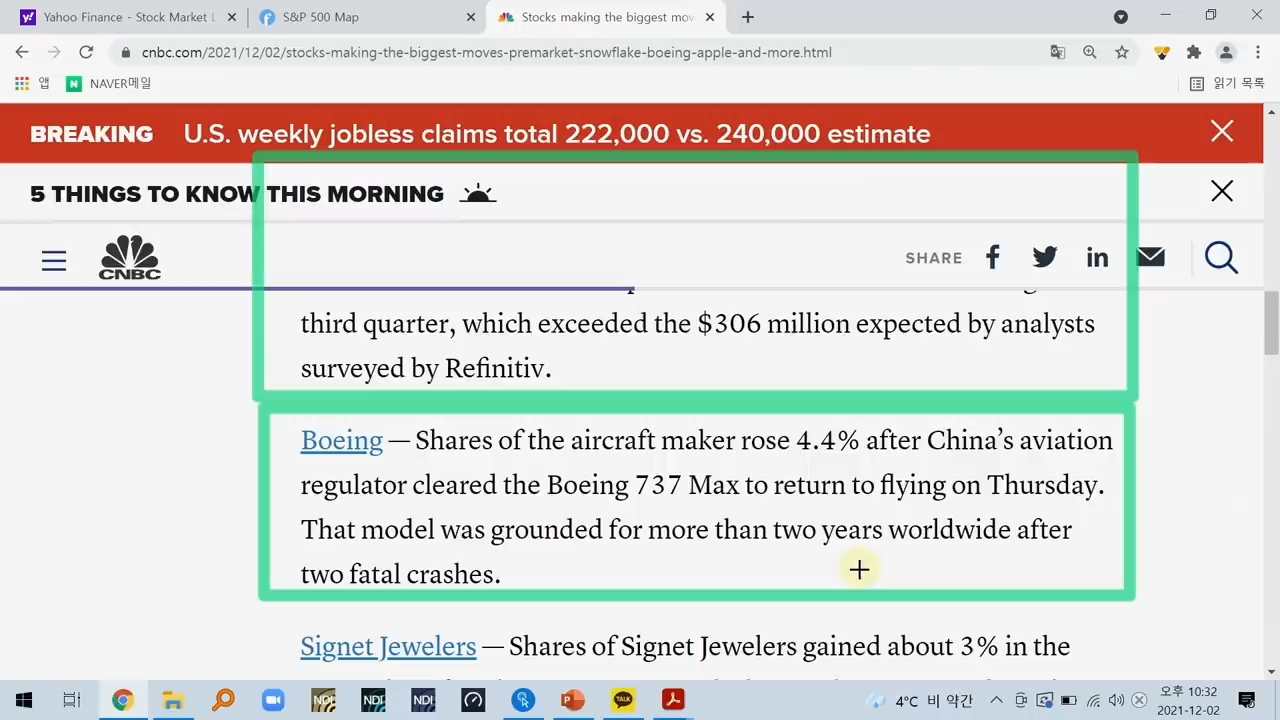 Yahoo Finance - Stock Market L
S&P 500 Map
Stocks making the biggest mov
cnbc.com/2021/12/02/stocks-making-the-biggest-moves-premarket-snowflake-boeing-apple-and-more.html
앱
NAVER메일
읽기 목록
BREAKING U.S. weekly jobless claims total 222,000 vs. 240,000 estimate
5 THINGS TO KNOW THIS MORNING
CNBC
SHARE
third quarter, which exceeded the $306 million expected by analysts
surveyed by Refinitiv.
Boeing — Shares of the aircraft maker rose 4.4% after China’s aviation
regulator cleared the Boeing 737 Max to return to flying on Thursday.
That model was grounded for more than two years worldwide after
two fatal crashes.
Signet Jewelers — Shares of Signet Jewelers gained about 3% in the
NDI
NDI
NDI
TALK
4°C 비 약간
오후 10:32
2021-12-02